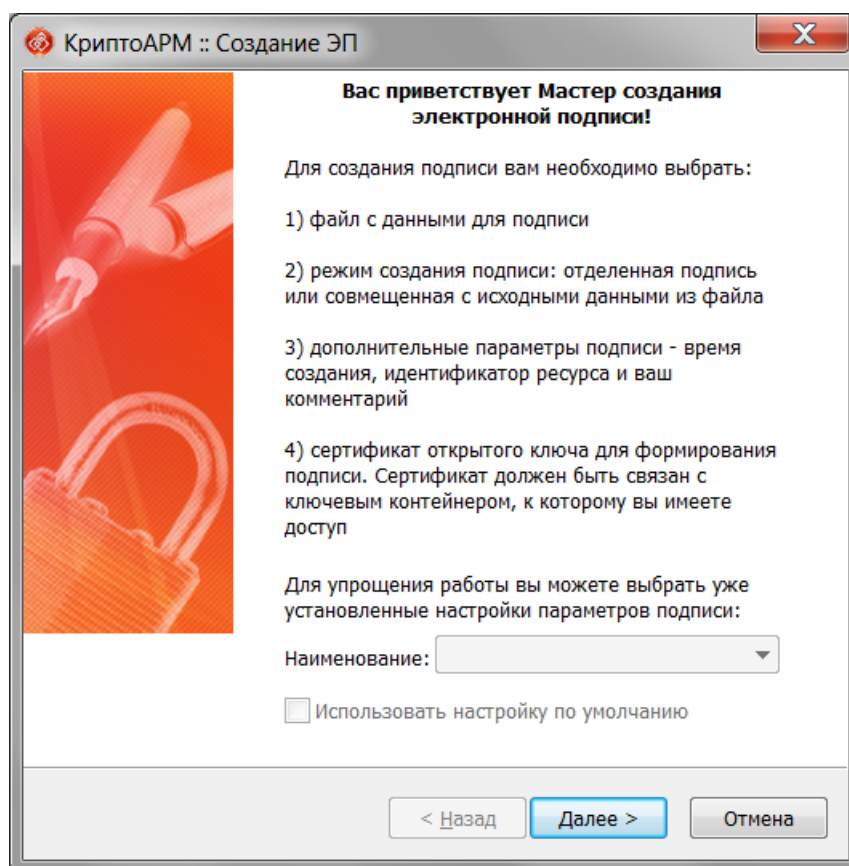 КриптоАРМ :: Создание ЭП
X
Вас приветствует Мастер создания
электронной подписи!
Для создания подписи вам необходимо выбрать:
1) файл с данными для подписи
2) режим создания подписи: отделенная подпись
или совмещенная с исходными данными из файла
3) дополнительные параметры подписи - время
создания, идентификатор ресурса и ваш
комментарий
4) сертификат открытого ключа для формирования
подписи. Сертификат должен быть связан с
ключевым контейнером, к которому вы имеете
доступ
Для упрощения работы вы можете выбрать уже
установленные настройки параметров подписи:
Наименование:
Использовать настройку по умолчанию
< Назад
Далее >
Отмена